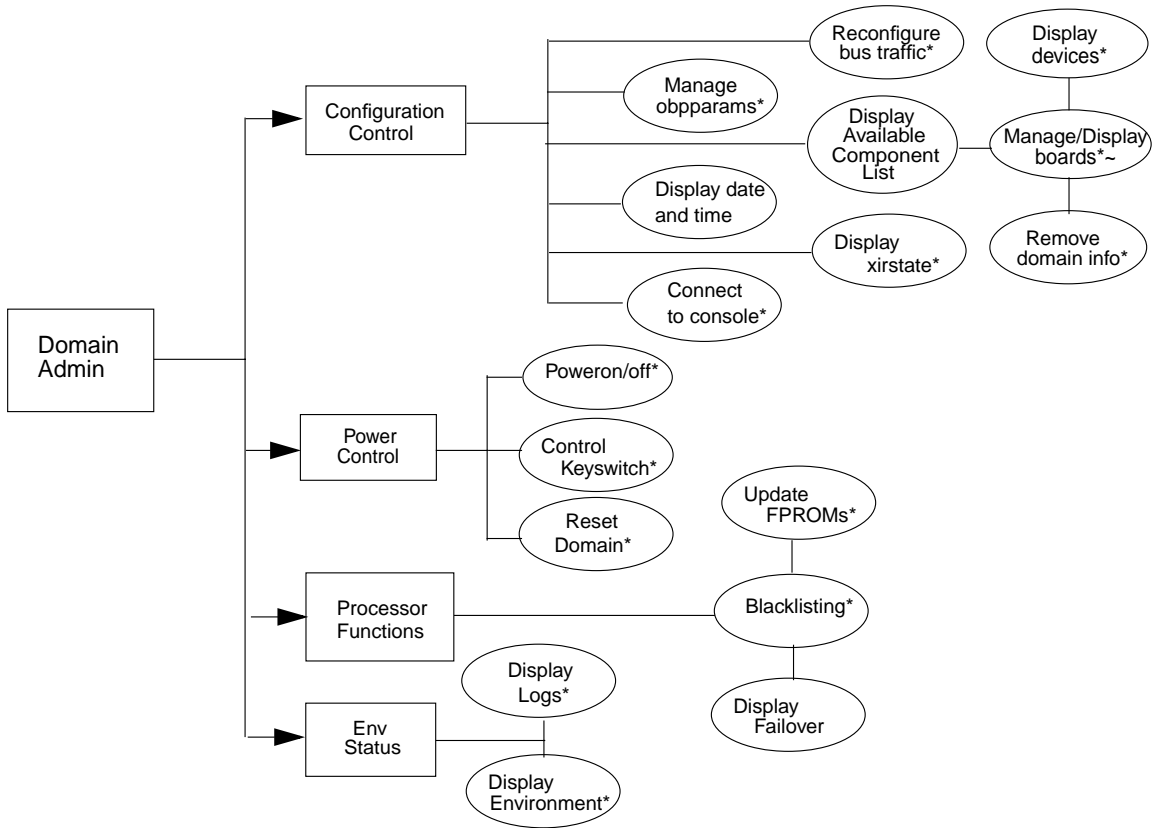 Domain
Admin
Configuration
Control
Reconfigure
bus traffic*
Manage
obpparams*
Display
Available
Component
List
Display
devices*
Manage/Display
boards*~
Remove
domain info*
Display date
and time
Display
xirstate*
Connect
to console*
Power
Control
Poweron/off*
Control
Keyswitch*
Reset
Domain*
Processor
Functions
Update
FPROMs*
Blacklisting*
Display
Failover
Env
Status
Display
Logs*
Display
Environment*